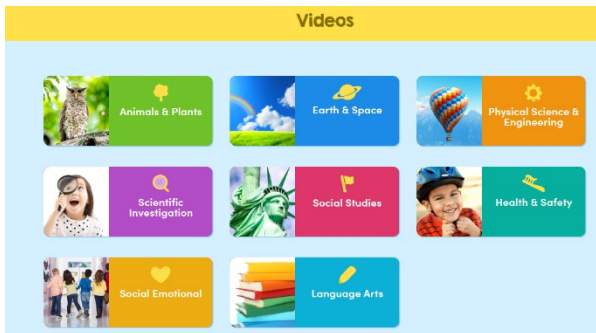 Videos
Animals & Plants
Earth & Space
Physical Science &
Engineering
Scientific
Investigation
Social Studies
Health & Safety
Social Emotional
Language Arts